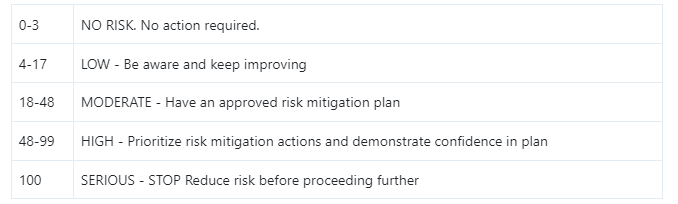 0-3 NO RISK. No action required.
4-17 LOW - Be aware and keep improving
18-48 MODERATE - Have an approved risk mitigation plan
48-99 HIGH - Prioritize risk mitigation actions and demonstrate confidence in plan
100 SERIOUS - STOP Reduce risk before proceeding further